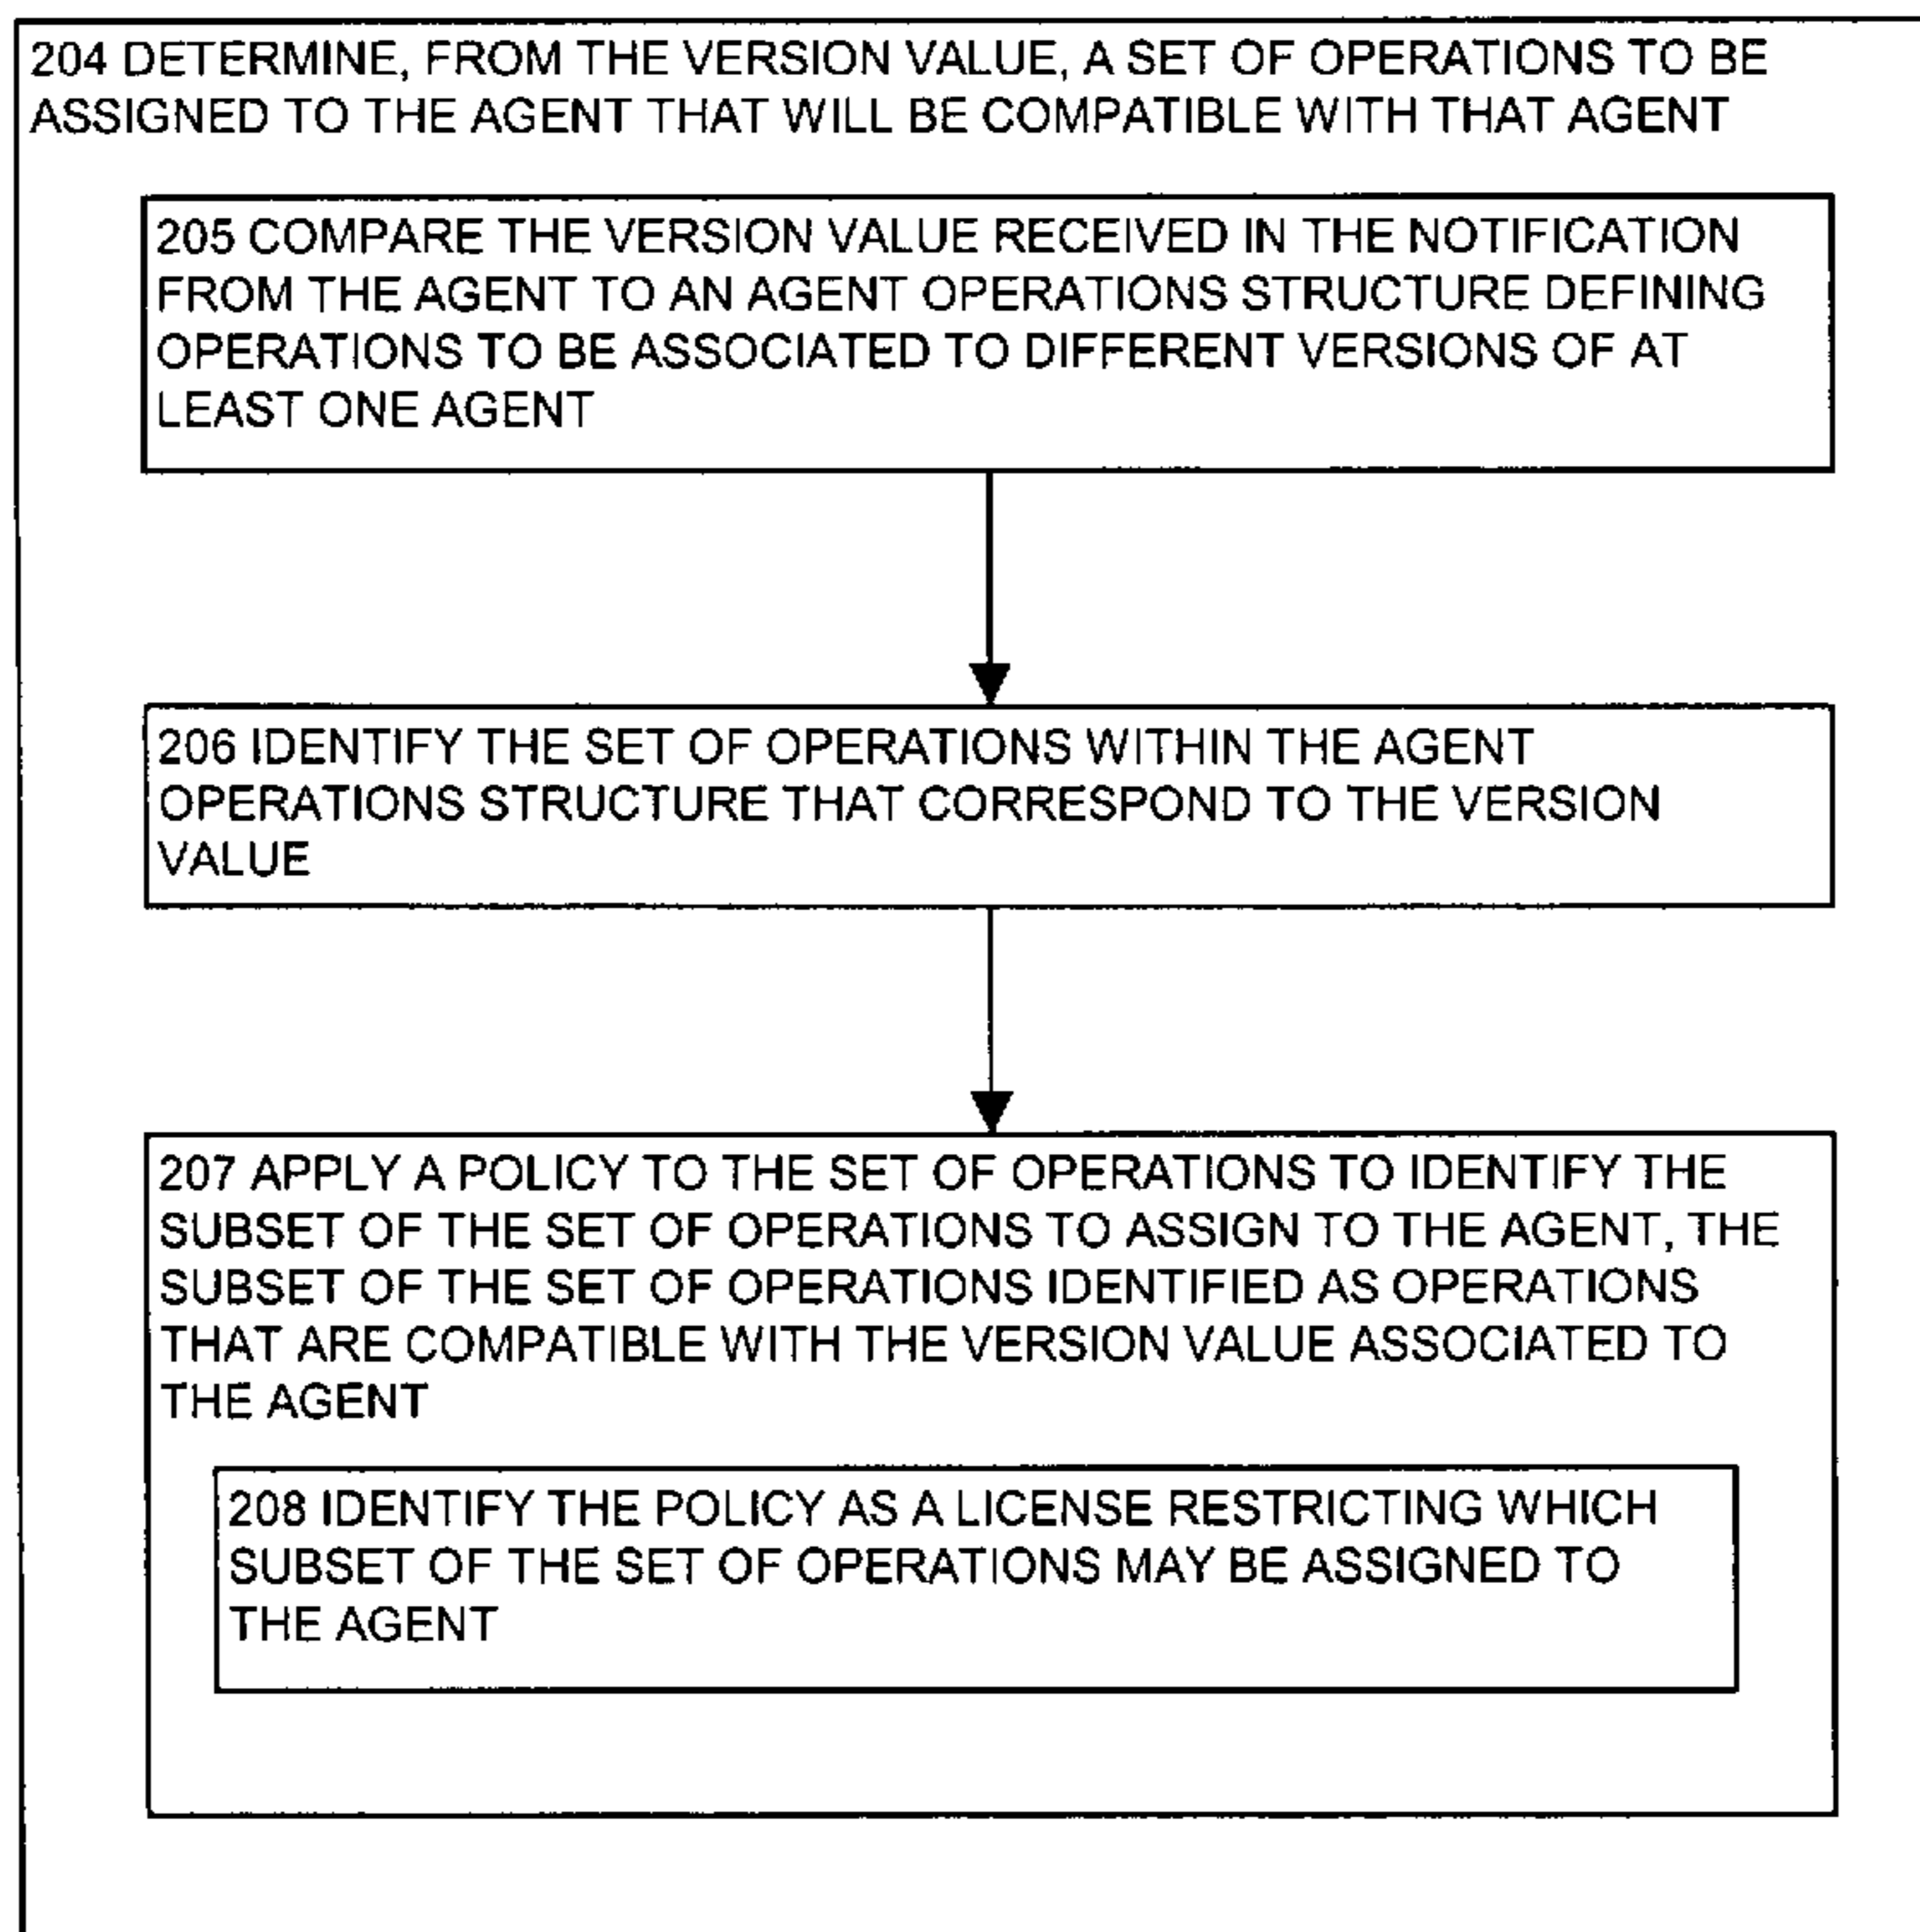 204 DETERMINE, FROM THE VERSION VALUE, A SET OF OPERATIONS TO BE
ASSIGNED TO THE AGENT THAT WILL BE COMPATIBLE WITH THAT AGENT
205 COMPARE THE VERSION VALUE RECEIVED IN THE NOTIFICATION
FROM THE AGENT TO AN AGENT OPERATIONS STRUCTURE DEFINING
OPERATIONS TO BE ASSOCIATED TO DIFFERENT VERSIONS OF AT
LEAST ONE AGENT
206 IDENTIFY THE SET OF OPERATIONS WITHIN THE AGENT
OPERATIONS STRUCTURE THAT CORRESPOND TO THE VERSION
VALUE
207 APPLY A POLICY TO THE SET OF OPERATIONS TO IDENTIFY THE
SUBSET OF THE SET OF OPERATIONS TO ASSIGN TO THE AGENT, THE
SUBSET OF THE SET OF OPERATIONS IDENTIFIED AS OPERATIONS
THAT ARE COMPATIBLE WITH THE VERSION VALUE ASSOCIATED TO
THE AGENT
208 IDENTIFY THE POLICY AS A LICENSE RESTRICTING WHICH
SUBSET OF THE SET OF OPERATIONS MAY BE ASSIGNED TO
THE AGENT